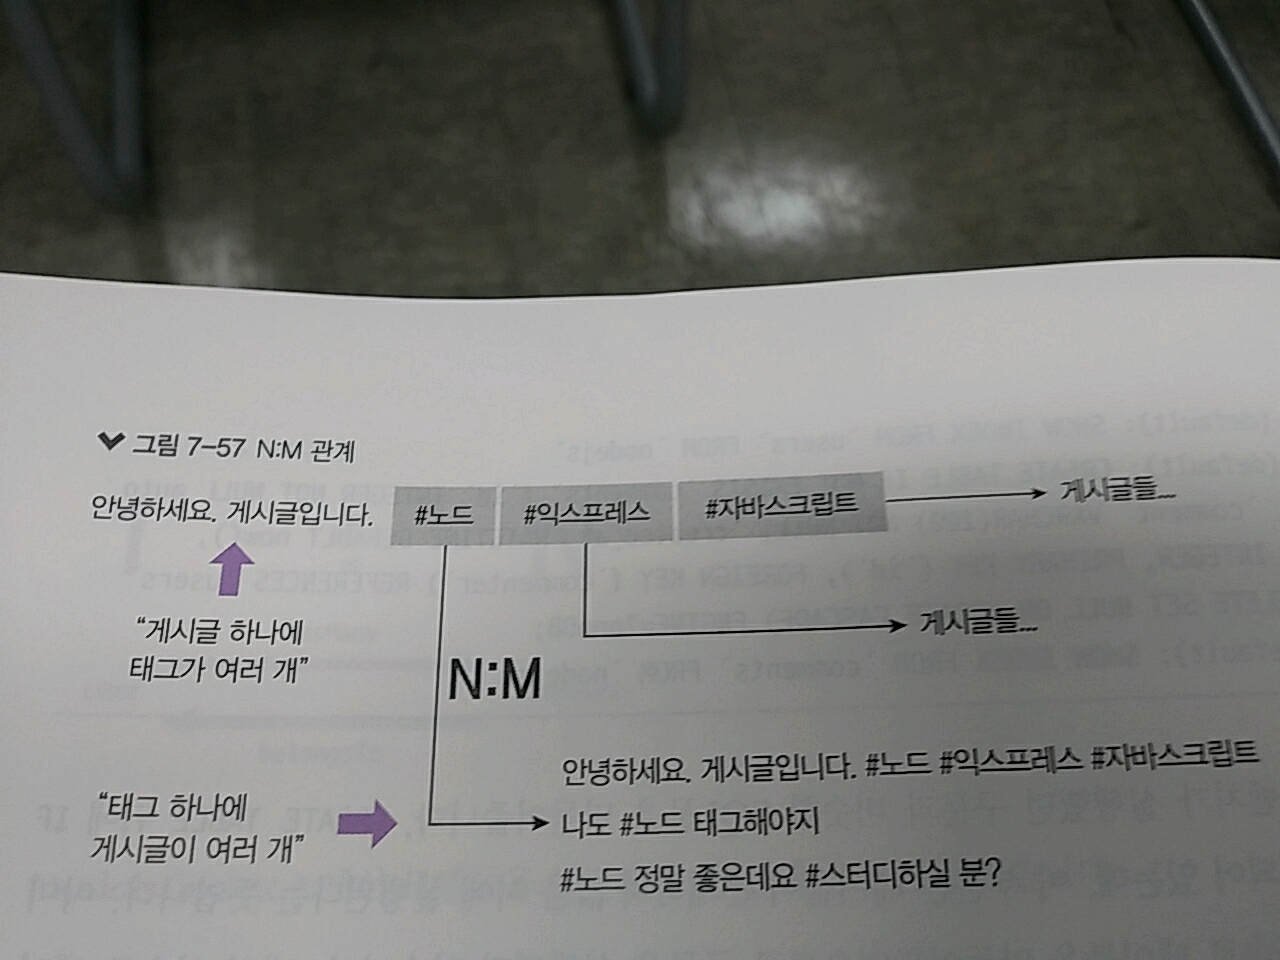 그림 7-57 N:M 관계
안녕하세요. 게시글입니다. #노드 #익스프레스 #자바스크립트 게시글들...
"게시글 하나에
태그가 여러 개"
게시글들...
N:M
안녕하세요. 게시글입니다. #노드 #익스프레스 #자바스크립트
"태그 하나에
게시글이 여러 개"
나도 #노드 태그해야지
#노드 정말 좋은데요 #스터디하실 분?